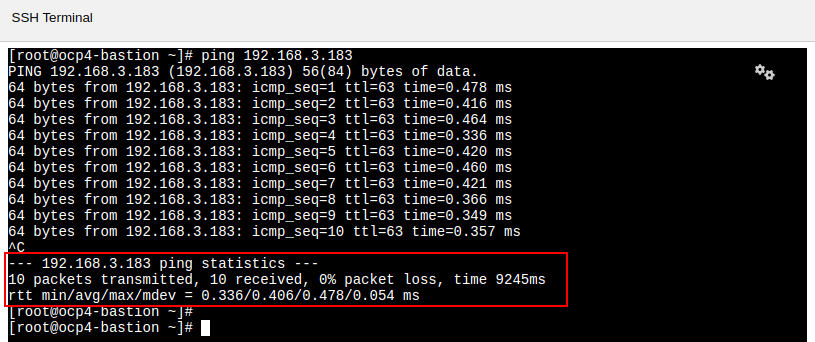 SSH Terminal
[root@ocp4-bastion ~]# ping 192.168.3.183
PING 192.168.3.183 (192.168.3.183) 56(84) bytes of data.
64 bytes from 192.168.3.183: icmp_seq=1 ttl=63 time=0.478 ms
64 bytes from 192.168.3.183: icmp_seq=2 ttl=63 time=0.416 ms
64 bytes from 192.168.3.183: icmp_seq=3 ttl=63 time=0.464 ms
64 bytes from 192.168.3.183: icmp_seq=4 ttl=63 time=0.336 ms
64 bytes from 192.168.3.183: icmp_seq=5 ttl=63 time=0.420 ms
64 bytes from 192.168.3.183: icmp_seq=6 ttl=63 time=0.460 ms
64 bytes from 192.168.3.183: icmp_seq=7 ttl=63 time=0.421 ms
64 bytes from 192.168.3.183: icmp_seq=8 ttl=63 time=0.366 ms
64 bytes from 192.168.3.183: icmp_seq=9 ttl=63 time=0.349 ms
64 bytes from 192.168.3.183: icmp_seq=10 ttl=63 time=0.357 ms
^C
--- 192.168.3.183 ping statistics ---
10 packets transmitted, 10 received, 0% packet loss, time 9245ms
rtt min/avg/max/mdev = 0.336/0.406/0.478/0.054 ms
[root@ocp4-bastion ~]#
[root@ocp4-bastion ~]#